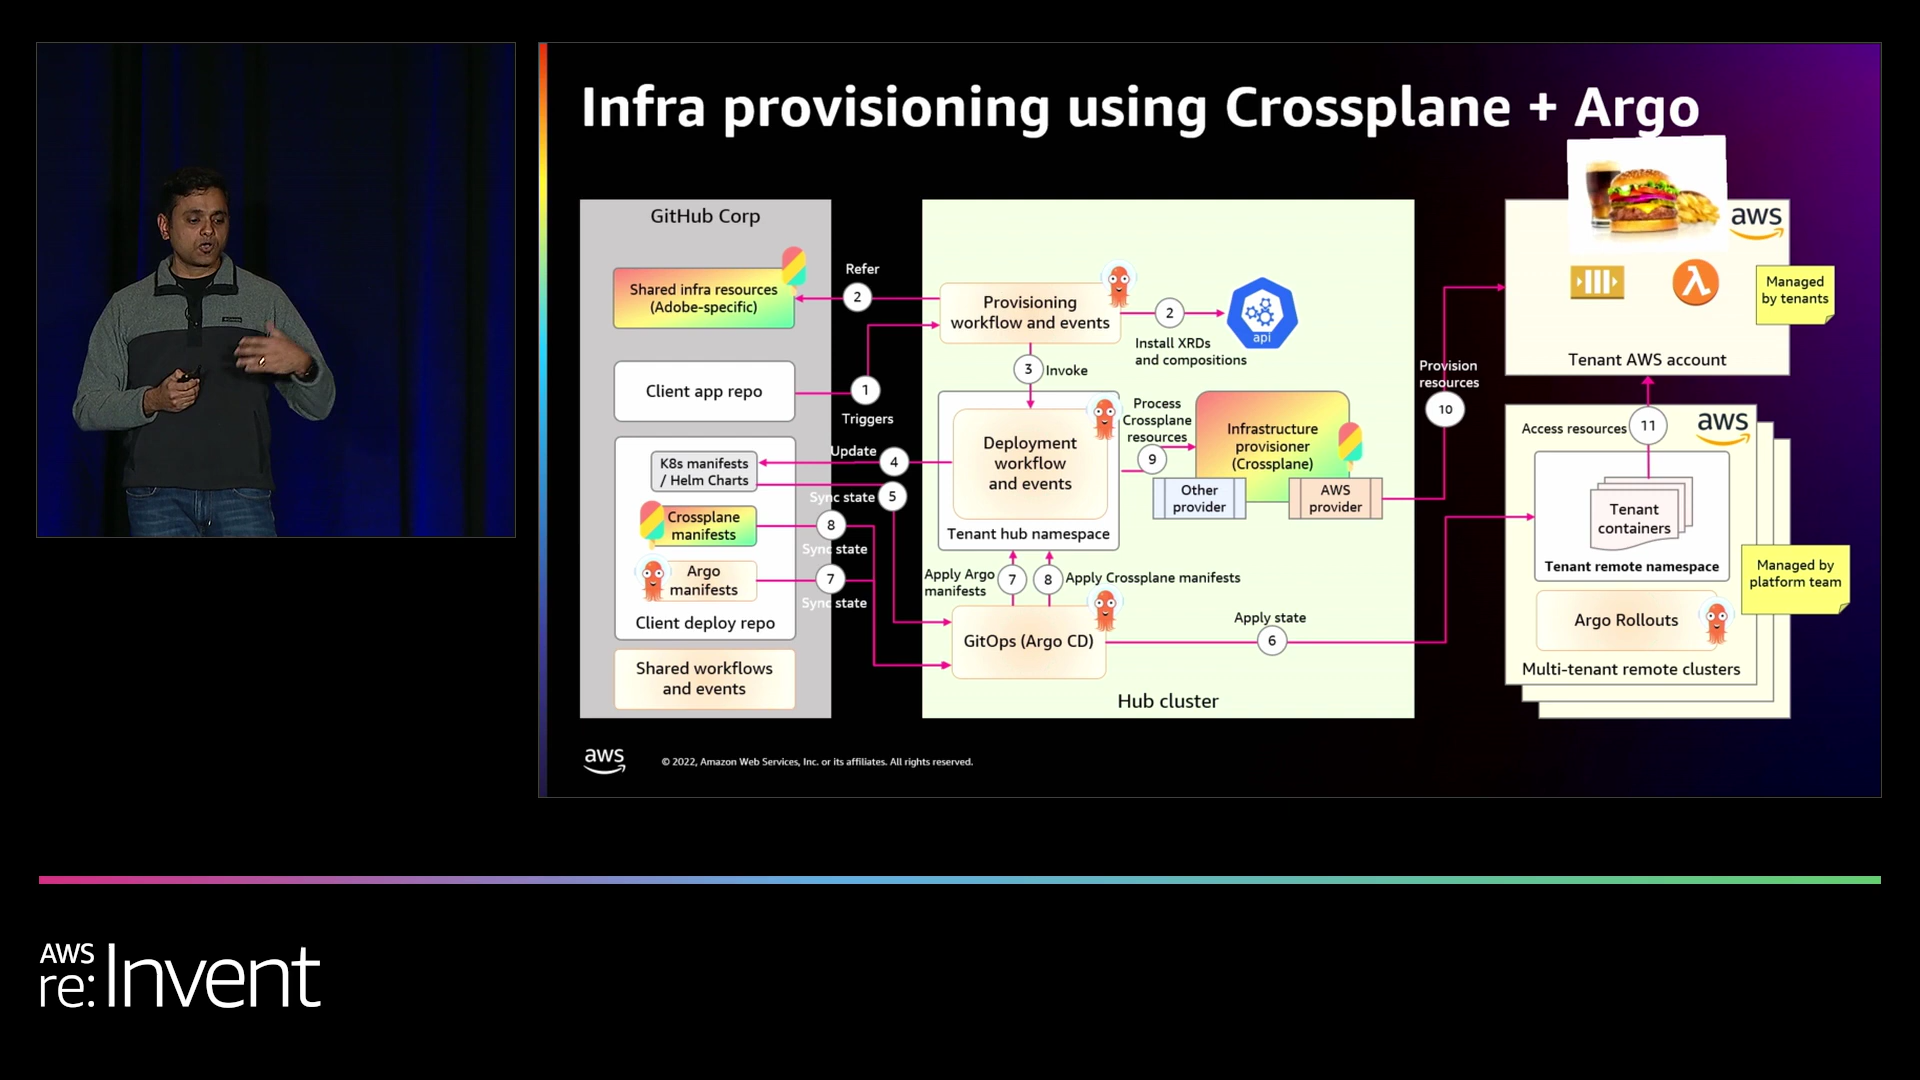 Infra provisioning using Crossplane + Argo
GitHub Corp
Shared infra resources
(Adobe-specific)
Client app repo
K8s manifests
/ Helm Charts
Crossplane
manifests
Argo
manifests
Client deploy repo
Shared workflows
and events
Refer
2
1
Triggers
Update
4
Sync state
5
8
Sync state
7
Sync state
Provisioning
workflow and events
2
Install XRDs
and compositions
api
3
Invoke
Deployment
workflow
and events
Tenant hub namespace
Process
Crossplane
resources
9
Infrastructure
provisioner
(Crossplane)
Other
provider
AWS
provider
Apply Argo
manifests
7
8
Apply Crossplane manifests
GitOps (Argo CD)
Apply state
6
Hub cluster
Provision
resources
10
aws
λ
Managed
by tenants
Tenant AWS account
Access resources
11
aws
Tenant
containers
Tenant remote namespace
Managed by
platform team
Argo Rollouts
Multi-tenant remote clusters
aws
© 2022, Amazon Web Services, Inc. or its affiliates. All rights reserved.
AWS
re:Invent